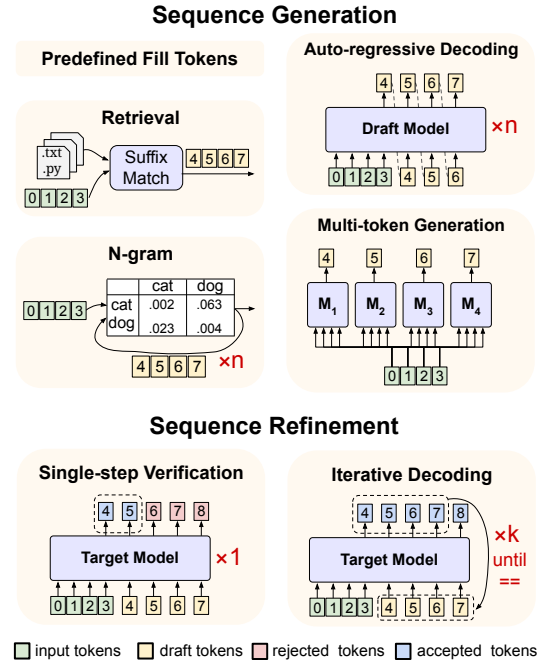 Sequence Generation
Predefined Fill Tokens
Retrieval
.txt
.py
Suffix
Match
4 5 6 7
0 1 2 3
N-gram
cat dog
cat .002 .063
dog .023 .004
0 1 2 3
4 5 6 7
×n
Auto-regressive Decoding
4 5 6 7
Draft Model
×n
0 1 2 3 4 5 6
Multi-token Generation
4 5 6 7
M1 M2 M3 M4
0 1 2 3
Sequence Refinement
Single-step Verification
4 5 6 7 8
Target Model
×1
0 1 2 3 4 5 6 7
Iterative Decoding
4 5 6 7 8
Target Model
×k
until
==
0 1 2 3 4 5 6 7
input tokens draft tokens rejected tokens accepted tokens